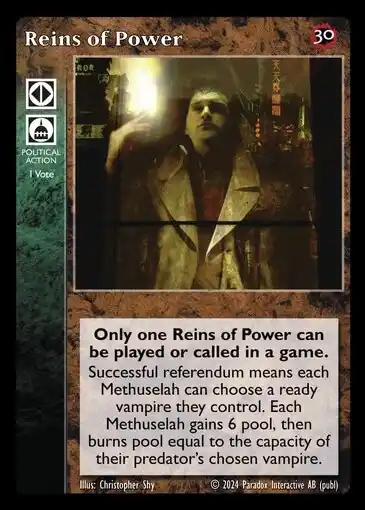 Reins of Power
30
POLITICAL
ACTION
1 Vote
Only one Reins of Power can
be played or called in a game.
Successful referendum means each
Methuselah can choose a ready
vampire they control. Each
Methuselah gains 6 pool, then
burns pool equal to the capacity of
their predator's chosen vampire.
Illus: Christopher Shy
© 2024 Paradox Interactive AB (publ)